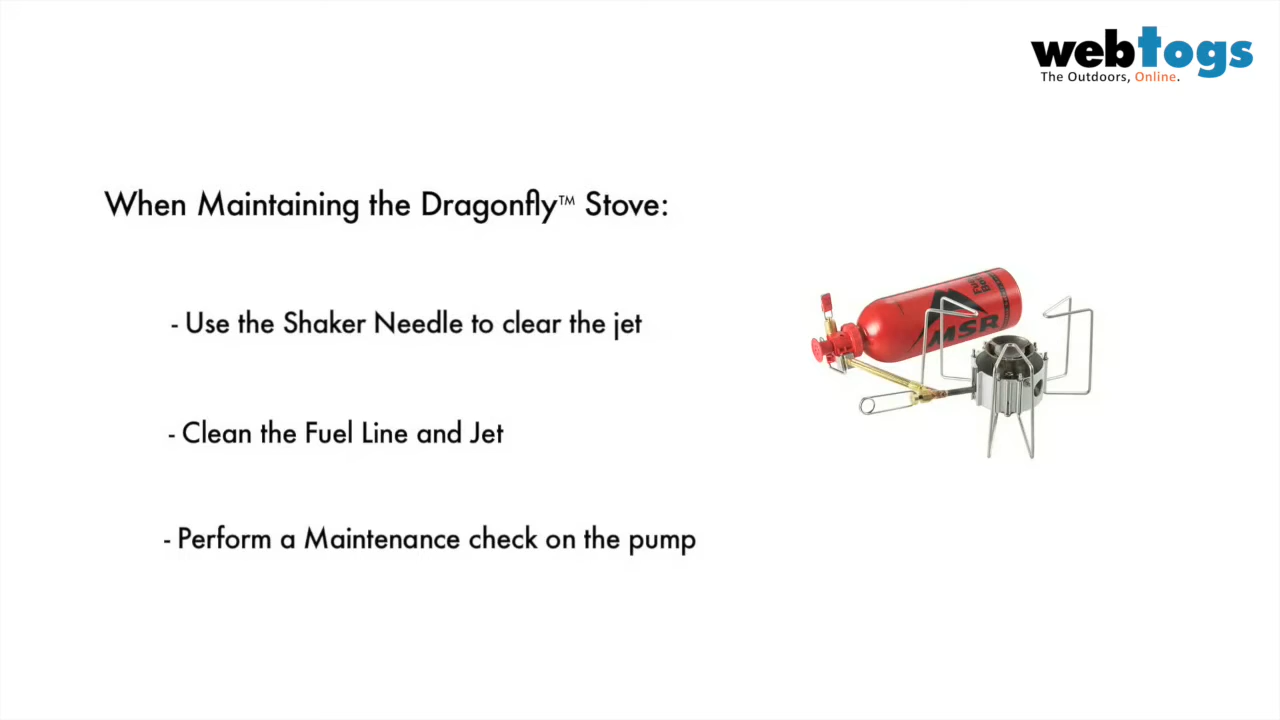 webtogs
The Outdoors, Online.
When Maintaining the Dragonfly™ Stove:
- Use the Shaker Needle to clear the jet
- Clean the Fuel Line and Jet
- Perform a Maintenance check on the pump
MSR